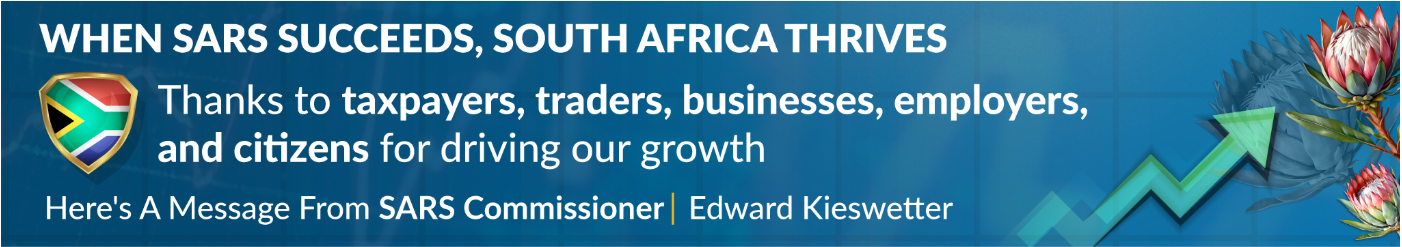 WHEN SARS SUCCEEDS, SOUTH AFRICA THRIVES
Thanks to taxpayers, traders, businesses, employers,
and citizens for driving our growth
Here's A Message From SARS Commissioner| Edward Kieswetter